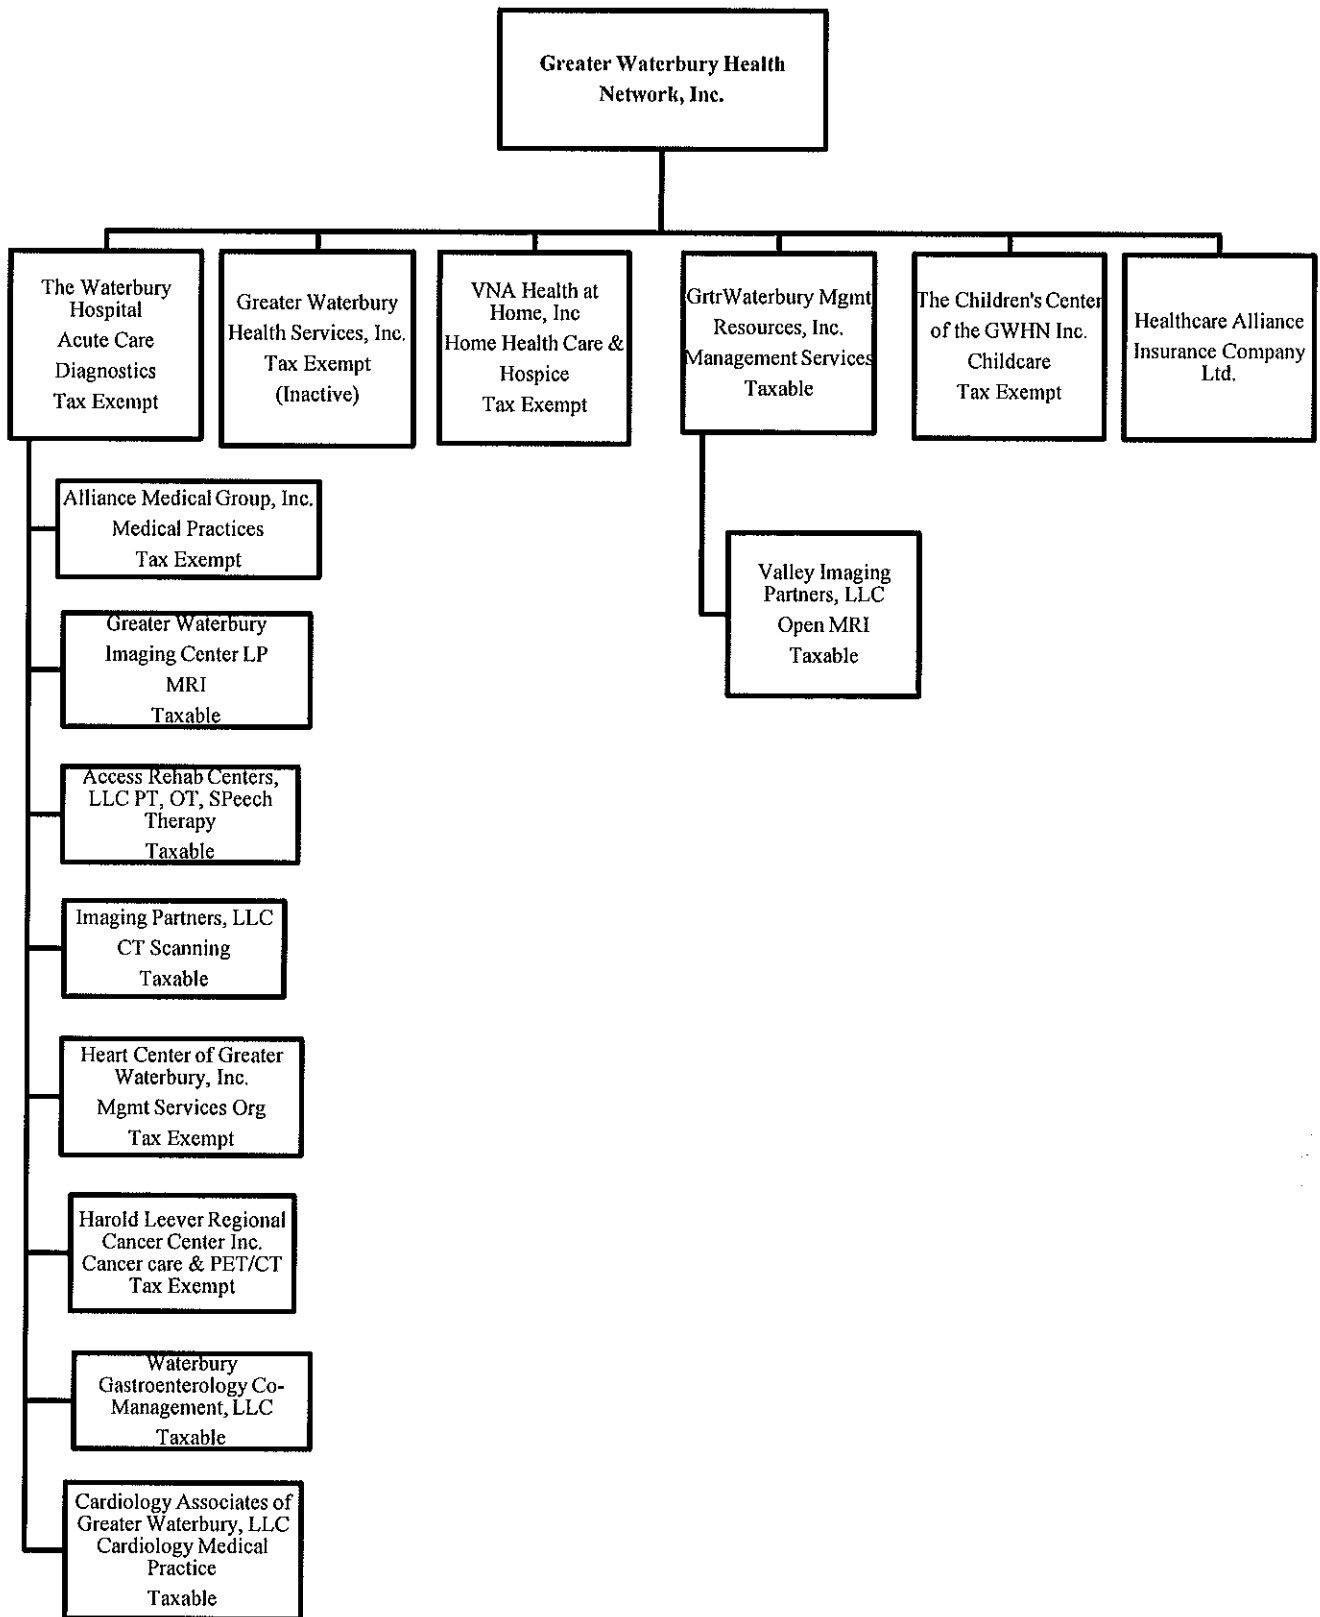 Greater Waterbury Health
Network, Inc.
The Waterbury
Hospital
Acute Care
Diagnostics
Tax Exempt
Greater Waterbury
Health Services, Inc.
Tax Exempt
(Inactive)
VNA Health at
Home, Inc
Home Health Care &
Hospice
Tax Exempt
GrtrWaterbury Mgmt
Resources, Inc.
Management Services
Taxable
The Children's Center
of the GWHN Inc.
Childcare
Tax Exempt
Healthcare Alliance
Insurance Company
Ltd.
Alliance Medical Group, Inc.
Medical Practices
Tax Exempt
Greater Waterbury
Imaging Center LP
MRI
Taxable
Access Rehab Centers,
LLC PT, OT, SPeech
Therapy
Taxable
Imaging Partners, LLC
CT Scanning
Taxable
Heart Center of Greater
Waterbury, Inc.
Mgmt Services Org
Tax Exempt
Harold Leever Regional
Cancer Center Inc.
Cancer care & PET/CT
Tax Exempt
Waterbury
Gastroenterology Co-
Management, LLC
Taxable
Cardiology Associates of
Greater Waterbury, LLC
Cardiology Medical
Practice
Taxable
Valley Imaging
Partners, LLC
Open MRI
Taxable